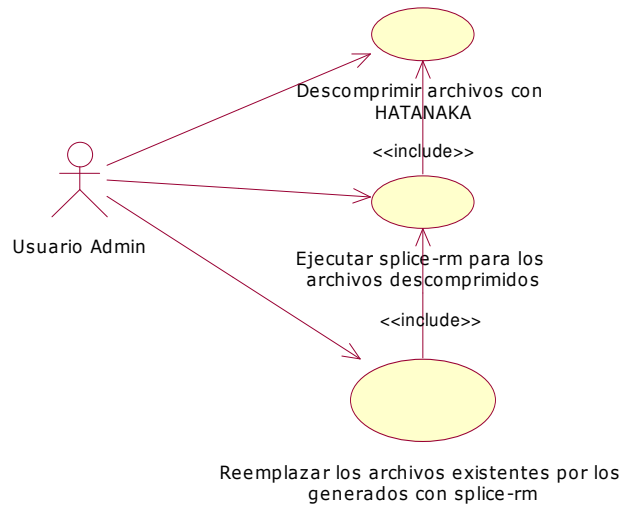 Descomprimir archivos con
HATANAKA
<<include>>
Usuario Admin
Ejecutar splice-rm para los
archivos descomprimidos
<<include>>
Reemplazar los archivos existentes por los
generados con splice-rm